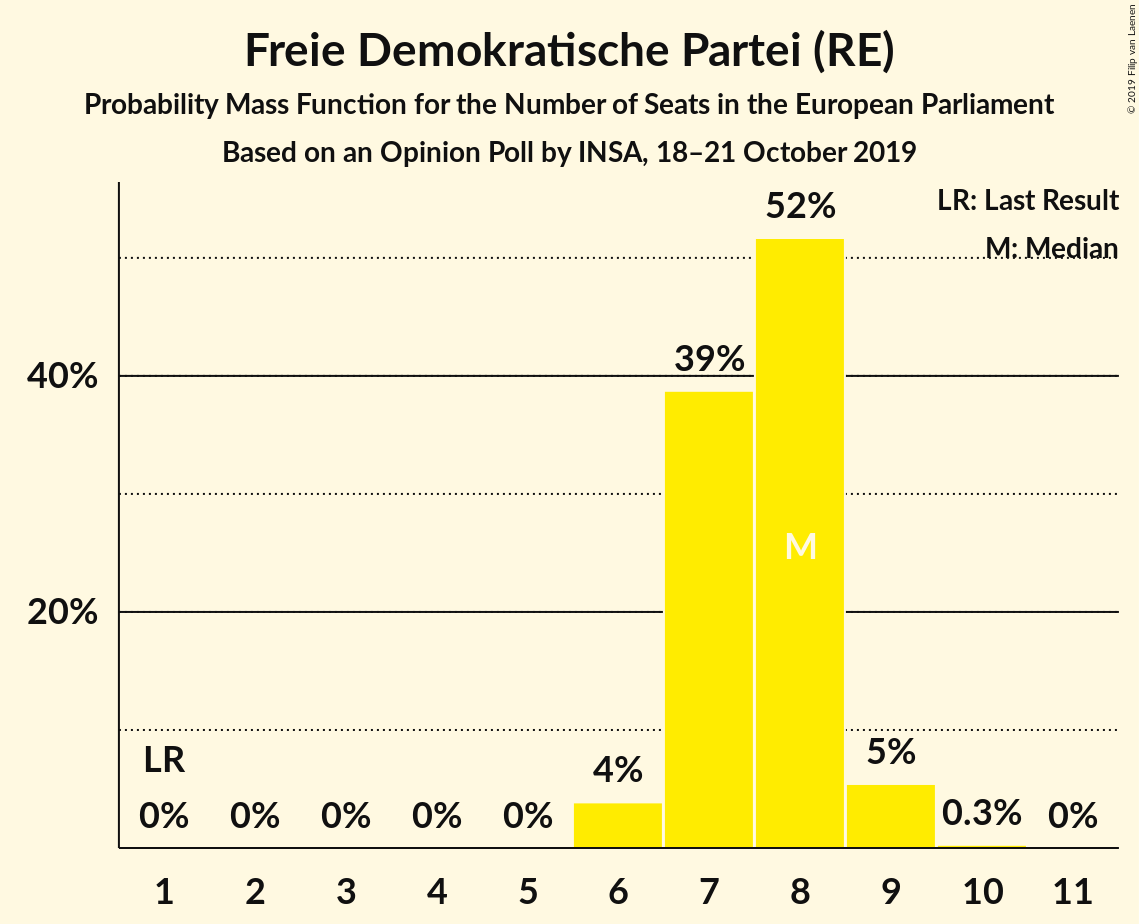 Freie Demokratische Partei (RE)
Probability Mass Function for the Number of Seats in the European Parliament
Based on an Opinion Poll by INSA, 18–21 October 2019
© 2019 Filip van Laenen
LR: Last Result
M: Median
52%
39%
40%
M
20%
LR
4%
5%
0%
0%
0%
0%
0%
0.3%
0%
1 2 3 4 5 6 7 8 9 10 11